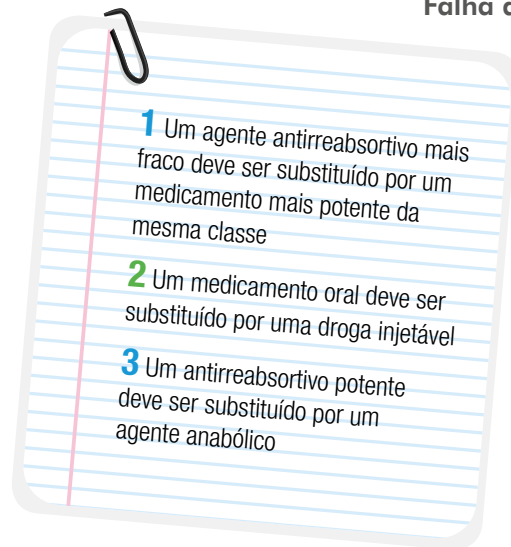 Falha
1 Um agente antirreabsortivo mais
fraco deve ser substituído por um
medicamento mais potente da
mesma classe
2 Um medicamento oral deve ser
substituído por uma droga injetável
3 Um antirreabsortivo potente
deve ser substituído por um
agente anabólico